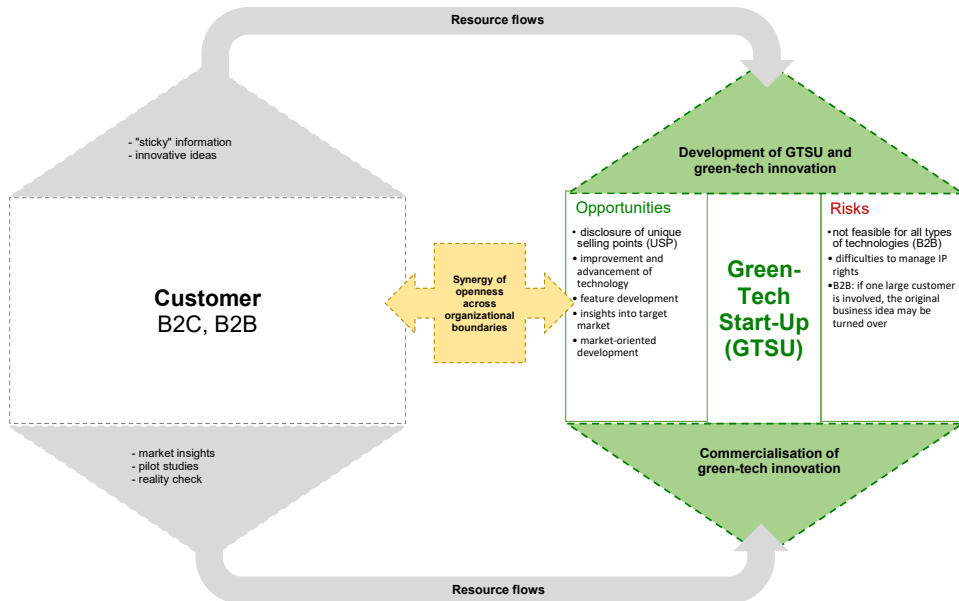 Resource flows
- "sticky" information
- innovative ideas
Development of GTSU and
green-tech innovation
Customer
B2C, B2B
- market insights
- pilot studies
- reality check
Synergy of
openness
across
organizational
boundaries
Opportunities
• disclosure of unique
selling points (USP)
• improvement and
advancement of
technology
• feature development
• insights into target
market
• market-oriented
development
Green-
Tech
Start-Up
(GTSU)
Risks
•not feasible for all types
of technologies (B2B)
• difficulties to manage IP
rights
•B2B: if one large customer
is involved, the original
business idea may be
turned over
Commercialisation of
green-tech innovation
Resource flows